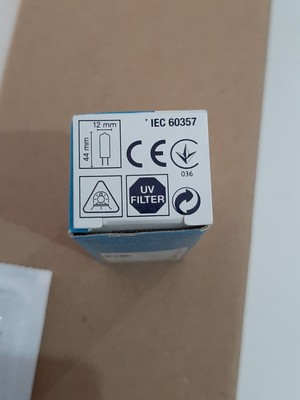 12 mm
* IEC 60357
44 mm
CE
036
UV
FILTER